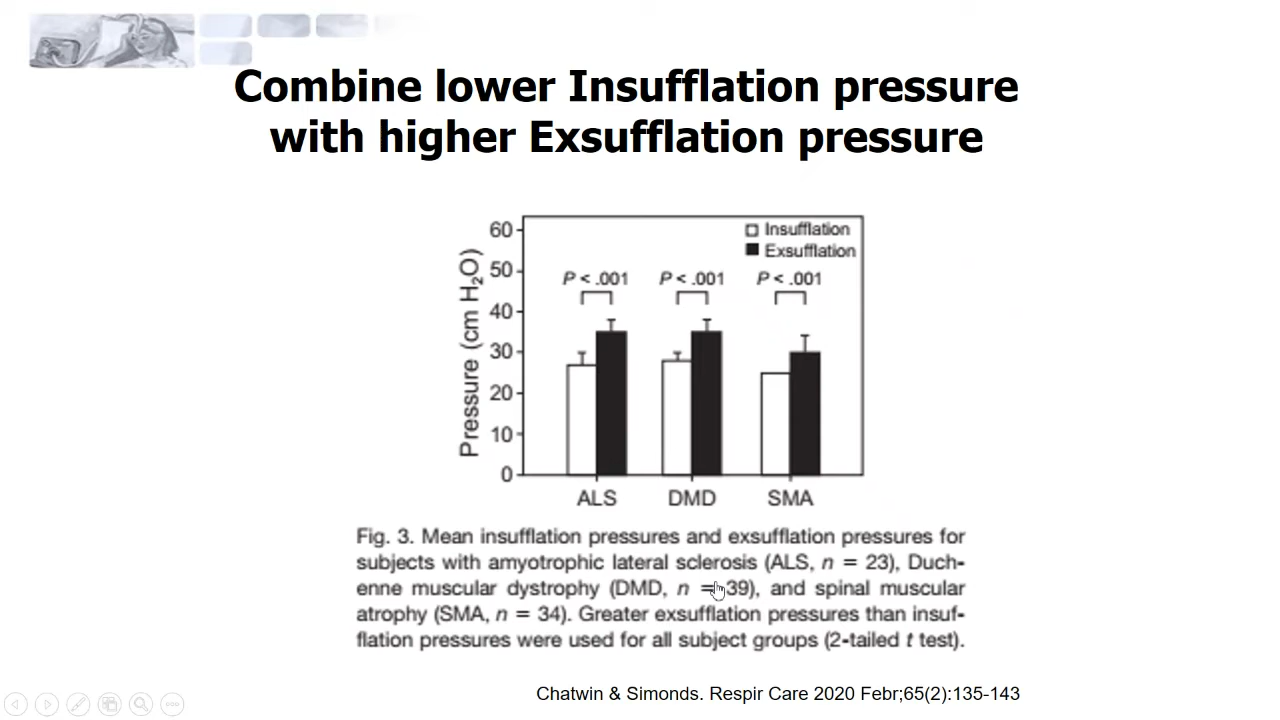 Combine lower Insufflation pressure
with higher Exsufflation pressure
Insufflation
Exsufflation
Pressure (cm H₂O)
60
50
40
30
20
10
0
P < .001
P < .001
P < .001
ALS
DMD
SMA
Fig. 3. Mean insufflation pressures and exsufflation pressures for
subjects with amyotrophic lateral sclerosis (ALS, n = 23), Duch-
enne muscular dystrophy (DMD, n = 39), and spinal muscular
atrophy (SMA, n = 34). Greater exsufflation pressures than insuf-
flation pressures were used for all subject groups (2-tailed t test).
Chatwin & Simonds. Respir Care 2020 Febr;65(2):135-143